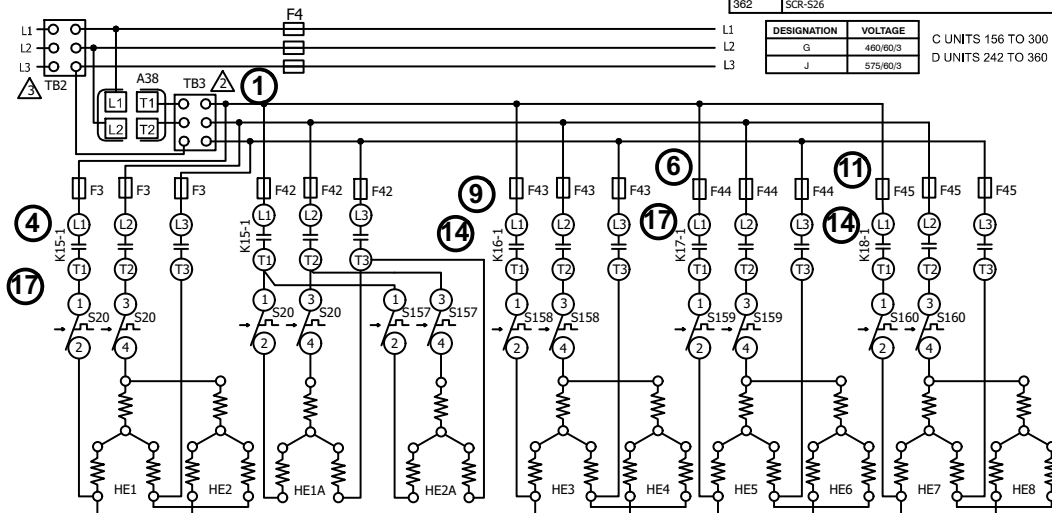 362 SCR-S26
DESIGNATION VOLTAGE
G 460/60/3
J 575/60/3
C UNITS 156 TO 300
D UNITS 242 TO 360
F4
L1 L1
L2 L2
L3 L3
3 TB2 A38 TB3 2 1
L1 T1
L2 T2
4 F3 F3 F3 F42 F42 F42 9 F43 F43 F43 6 F44 F44 F44 11 F45 F45 F45
K15-1 L1 L2 L3 K15-1 L1 L2 L3 14 K16-1 L1 L2 L3 17 K17-1 L1 L2 L3 14 K18-1 L1 L2 L3
17 T1 T2 T3 T1 T2 T3 T1 T2 T3 T1 T2 T3 T1 T2 T3
1 3 1 3 1 3 1 3 1 3 1 3
S20 S20 S20 S20 S157 S157 S158 S158 S159 S159 S160 S160
2 4 2 4 2 4 2 4 2 4 2 4
HE1 HE2 HE1A HE2A HE3 HE4 HE5 HE6 HE7 HE8